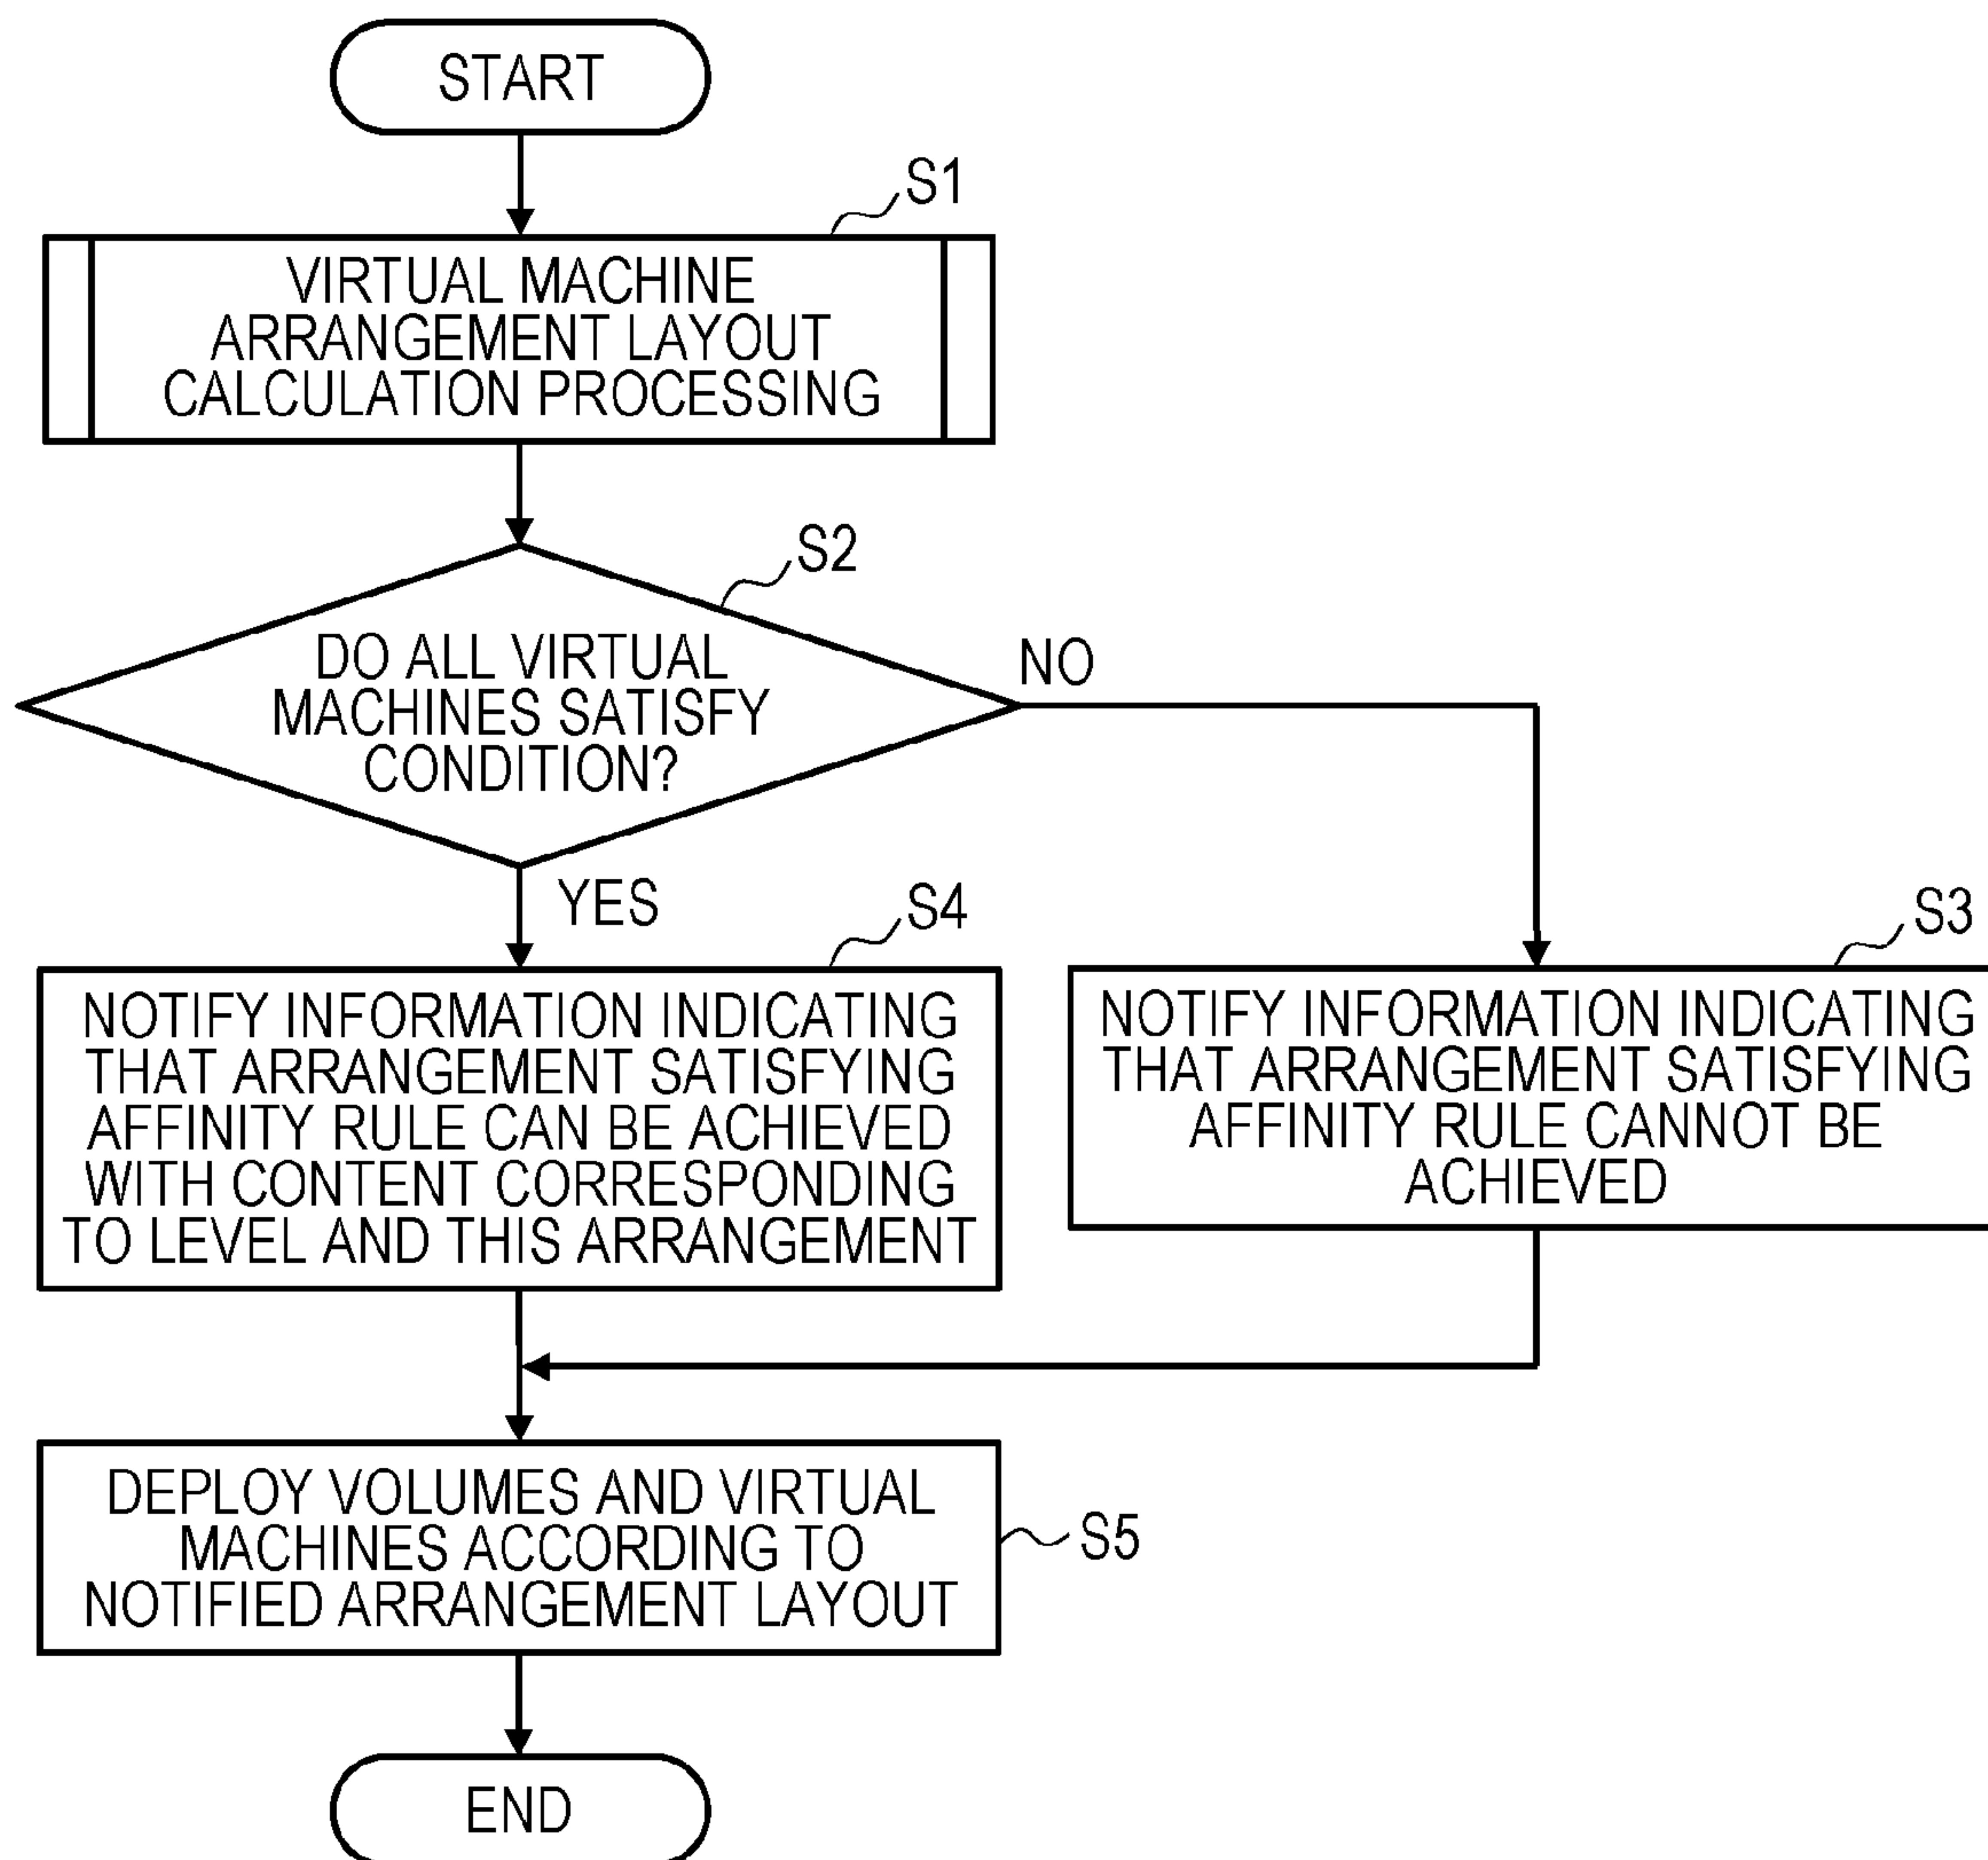 START
S1
VIRTUAL MACHINE
ARRANGEMENT LAYOUT
CALCULATION PROCESSING
S2
DO ALL VIRTUAL
MACHINES SATISFY
CONDITION?
NO
YES
S4
NOTIFY INFORMATION INDICATING
THAT ARRANGEMENT SATISFYING
AFFINITY RULE CAN BE ACHIEVED
WITH CONTENT CORRESPONDING
TO LEVEL AND THIS ARRANGEMENT
S3
NOTIFY INFORMATION INDICATING
THAT ARRANGEMENT SATISFYING
AFFINITY RULE CANNOT BE
ACHIEVED
DEPLOY VOLUMES AND VIRTUAL
MACHINES ACCORDING TO
NOTIFIED ARRANGEMENT LAYOUT
S5
END